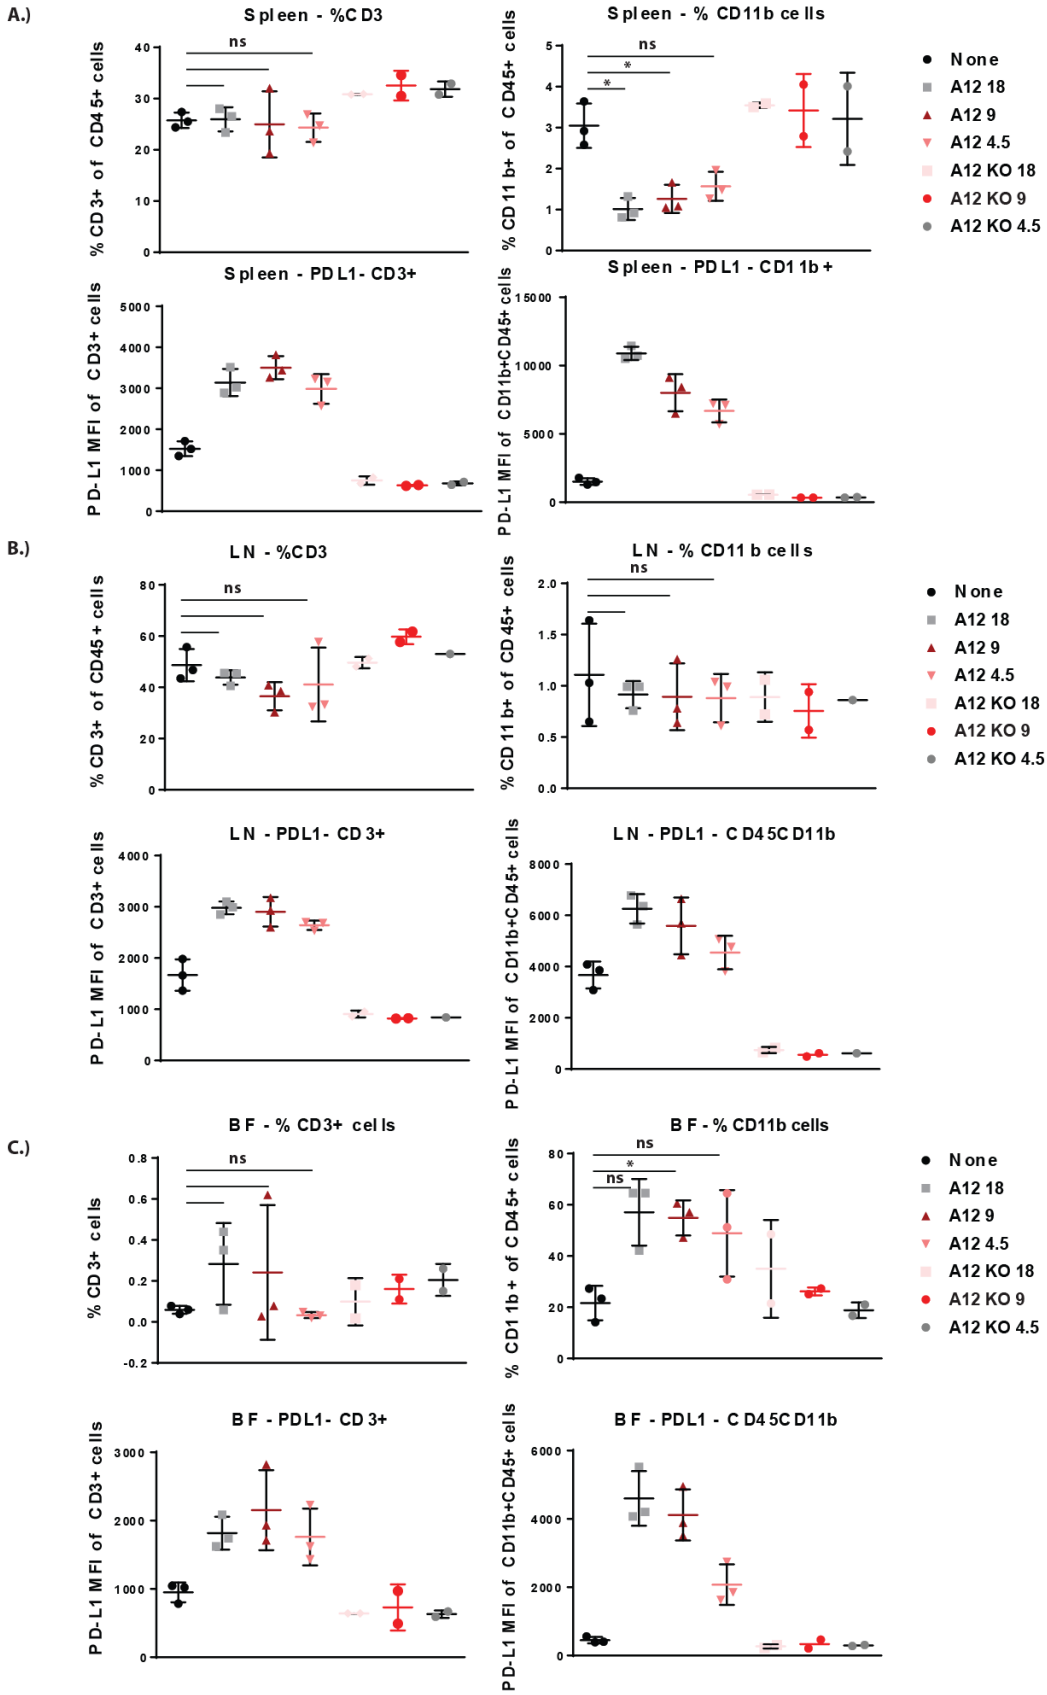 A.)
Spleen - %CD3
% CD3+ of CD45+ cells
40
30
20
10
0
ns
Spleen - % CD11b cells
% CD11b+ of CD45+ cells
5
4
3
2
1
0
ns
*
*
None
A12 18
A12 9
A12 4.5
A12 KO 18
A12 KO 9
A12 KO 4.5
Spleen - PDL1- CD3+
PD-L1 MFI of CD3+ cells
5000
4000
3000
2000
1000
0
Spleen - PDL1 - CD11b+
PD-L1 MFI of CD11b+CD45+ cells
15000
10000
5000
0
B.)
LN - %CD3
% CD3+ of CD45+ cells
80
60
40
20
0
ns
LN - % CD11b cells
% CD11b+ of CD45+ cells
2.0
1.5
1.0
0.5
0.0
ns
None
A12 18
A12 9
A12 4.5
A12 KO 18
A12 KO 9
A12 KO 4.5
LN - PDL1- CD3+
PD-L1 MFI of CD3+ cells
4000
3000
2000
1000
0
LN - PDL1 - CD45CD11b
PD-L1 MFI of CD11b+CD45+ cells
8000
6000
4000
2000
0
C.)
BF - % CD3+ cells
% CD3+ cells
0.8
0.6
0.4
0.2
0.0
-0.2
ns
BF - % CD11b cells
% CD11b+ of CD45+ cells
80
60
40
20
0
ns
*
ns
None
A12 18
A12 9
A12 4.5
A12 KO 18
A12 KO 9
A12 KO 4.5
BF - PDL1- CD3+
PD-L1 MFI of CD3+ cells
3000
2000
1000
0
BF - PDL1 - CD45CD11b
PD-L1 MFI of CD11b+CD45+ cells
6000
4000
2000
0